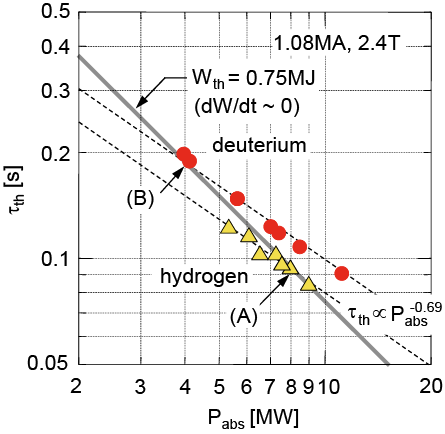 0.5
0.4
0.3
0.2
0.1
0.05
τth [s]
1.08MA, 2.4T
Wth = 0.75MJ
(dW/dt ~ 0)
deuterium
(B)
hydrogen
(A)
τth∝Pabs-0.69
2 3 4 5 6 7 8 9 10 20
Pabs [MW]